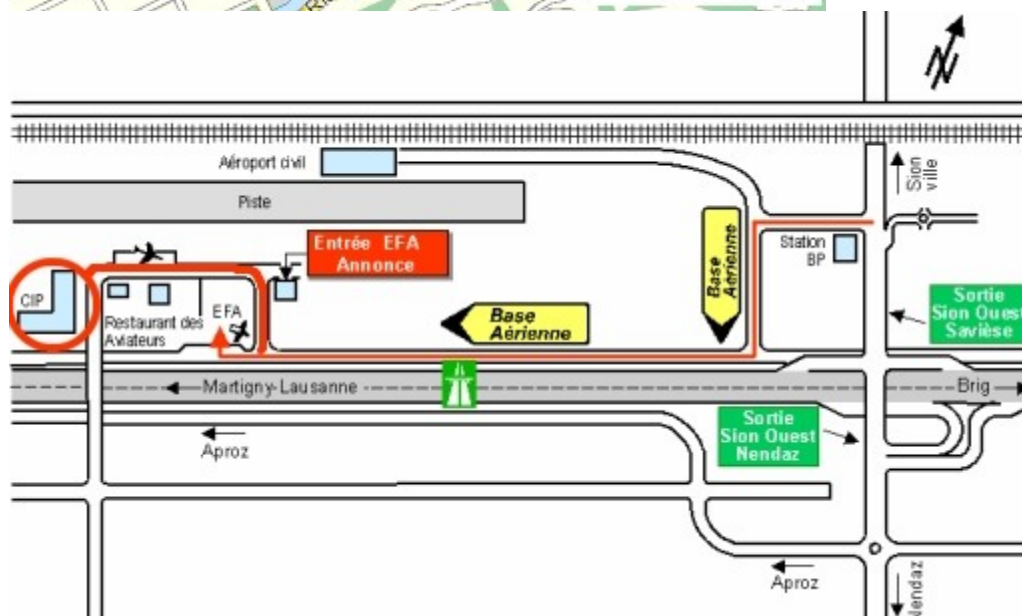 N
Aéroport civil
Sion
ville
Piste
Entrée EFA
Annonce
Station
BP
Base
Aérienne
CIP
Restaurant des
Aviateurs
EFA
Base
Aérienne
Sortie
Sion Ouest
Savièse
Martigny-Lausanne
Brig
Sortie
Sion Ouest
Nendaz
Aproz
Aproz
Nendaz